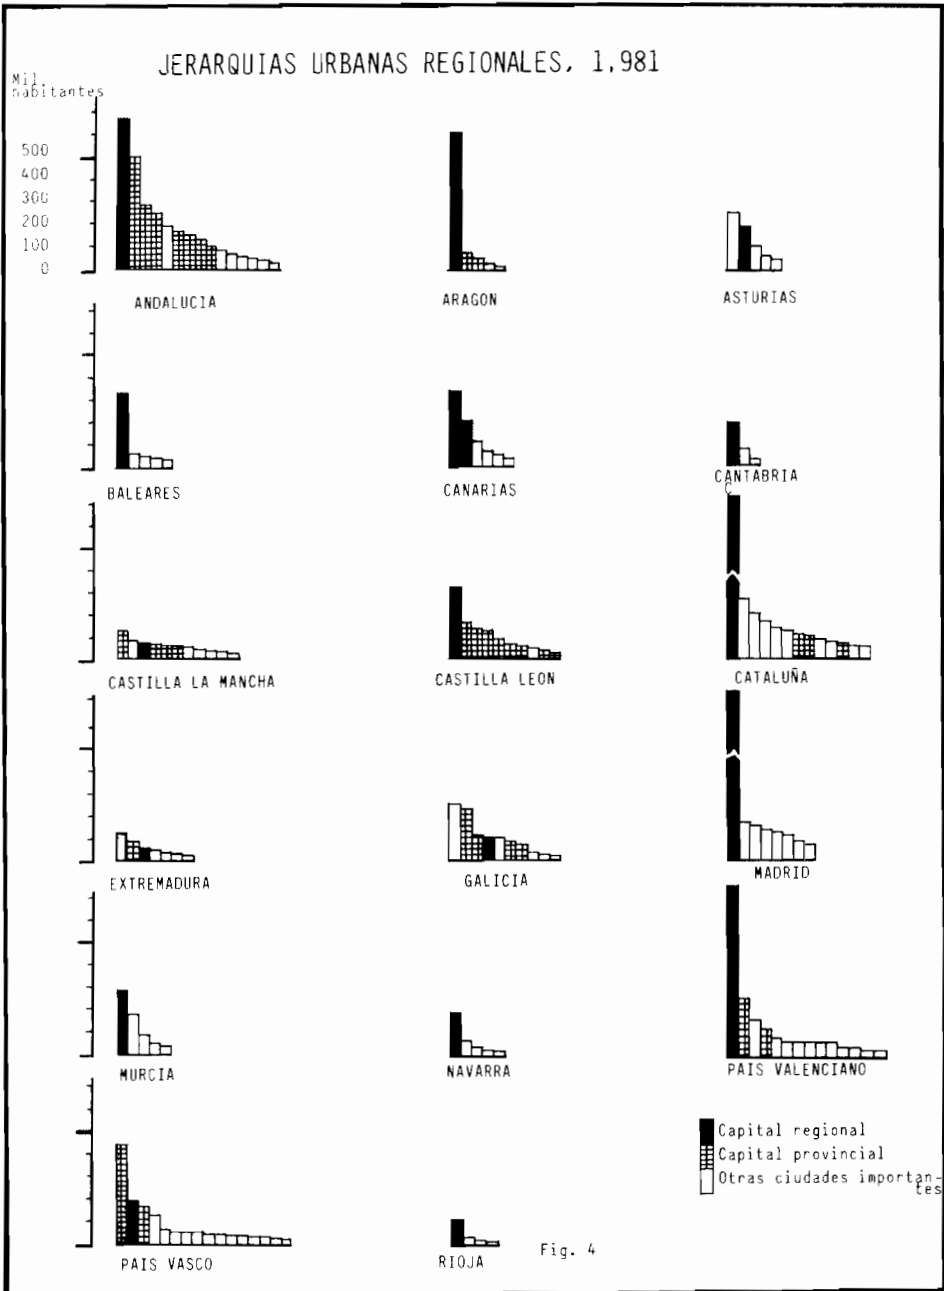 JERARQUIAS URBANAS REGIONALES, 1.981
Mil.
habitantes
500
400
300
200
100
0
ANDALUCIA
ARAGON
ASTURIAS
BALEARES
CANARIAS
CANTABRIA
C
CASTILLA LA MANCHA
CASTILLA LEON
CATALUÑA
EXTREMADURA
GALICIA
MADRID
MURCIA
NAVARRA
PAIS VALENCIANO
Capital regional
Capital provincial
Otras ciudades importan-
tes
PAIS VASCO
RIOJA
Fig. 4